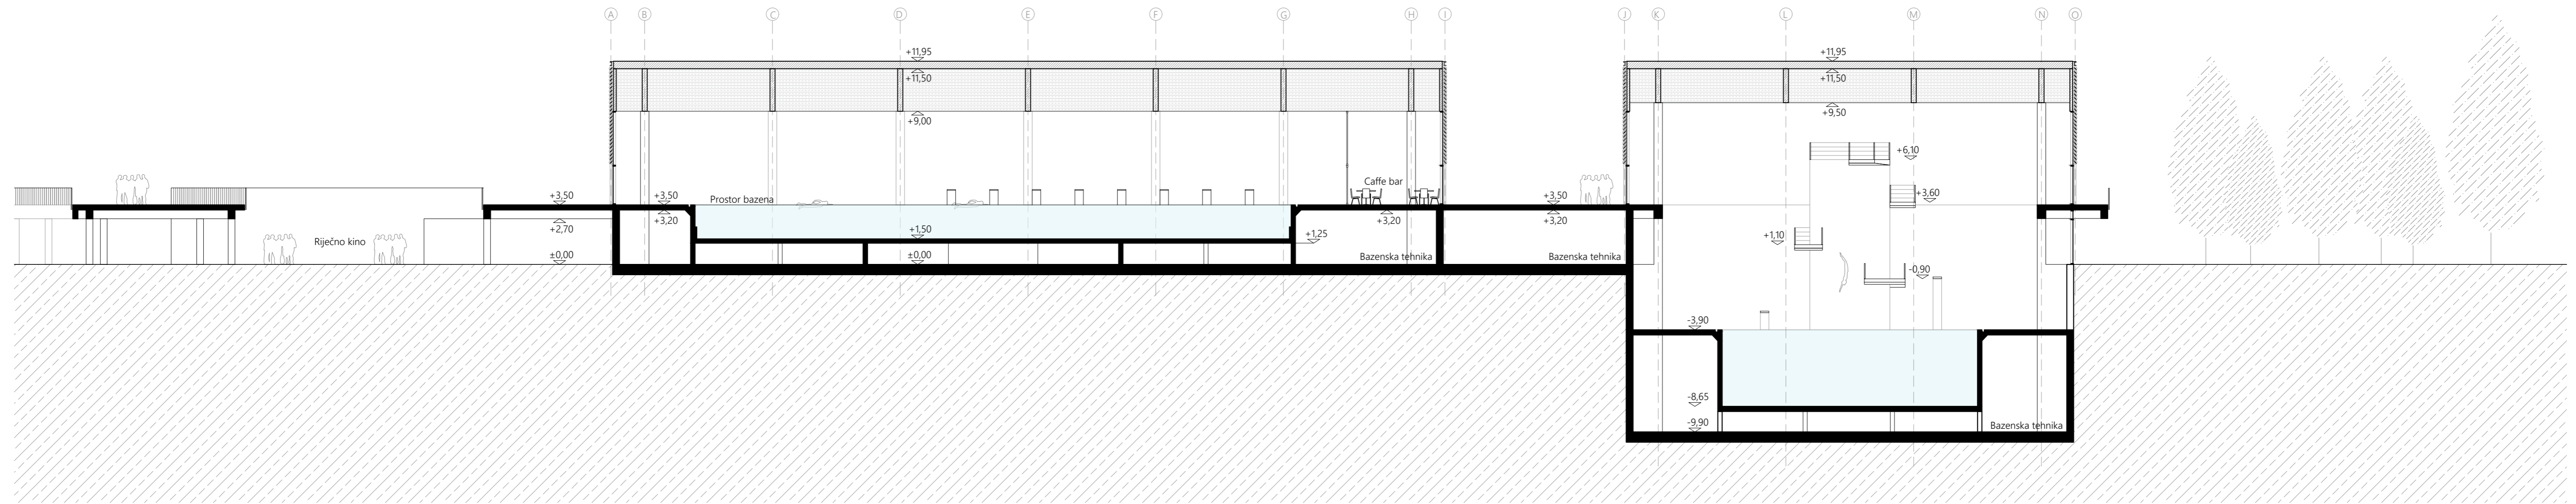 A B C D E F G H I J K L M N O
+11,95 +11,95
+11,50 +11,50
+9,50
+9,00
+6,10
Caffe bar
+3,60
+3,50 +3,50 Prostor bazena +3,50
+3,20 +3,20 +3,20
+2,70 +1,50 +1,25 +1,10
Riječno kino
±0,00 ±0,00 Bazenska tehnika Bazenska tehnika
-0,90
-3,90
-8,65
-9,90 Bazenska tehnika